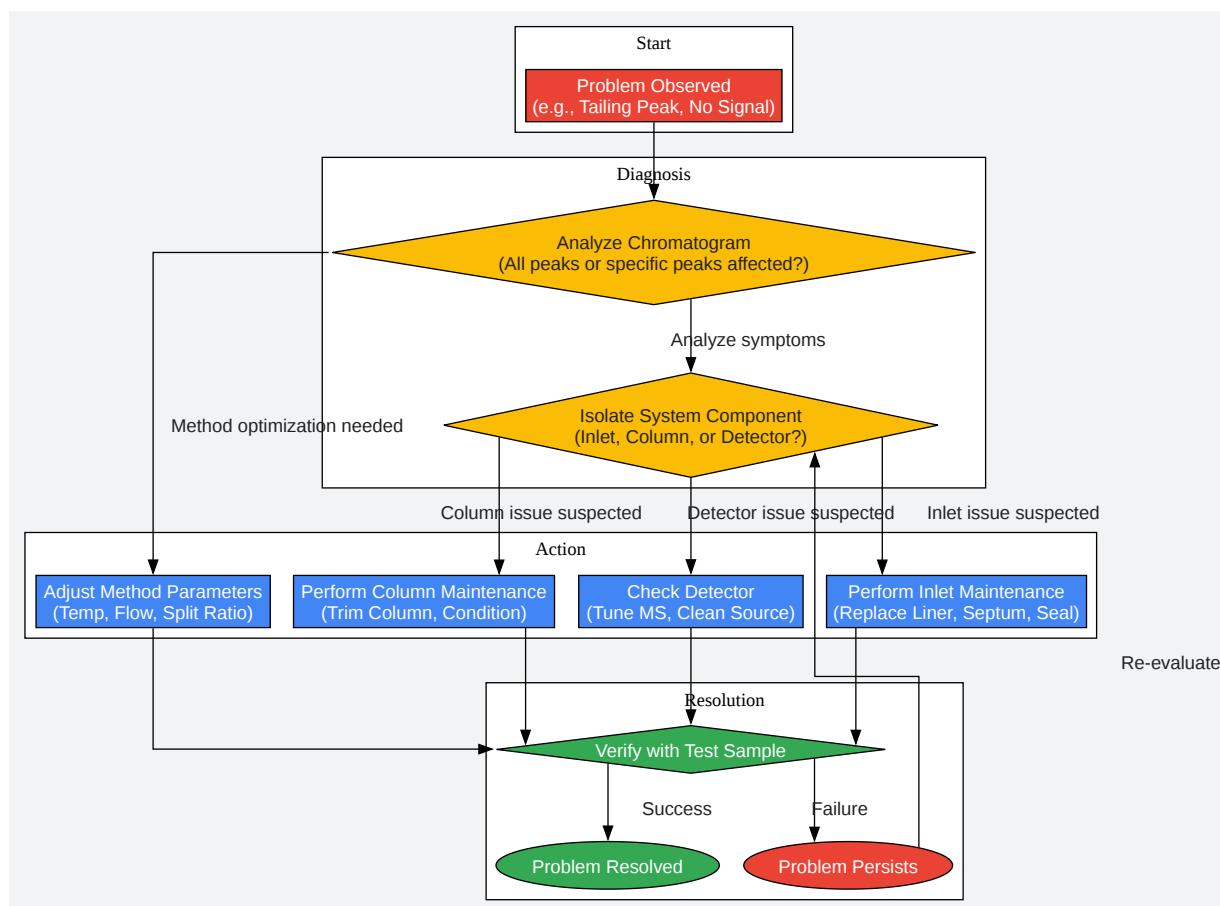 Start
Problem Observed
(e.g., Tailing Peak, No Signal)
Diagnosis
Analyze Chromatogram
(All peaks or specific peaks affected?)
Analyze symptoms
Isolate System Component
(Inlet, Column, or Detector?)
Method optimization needed
Column issue suspected
Detector issue suspected
Inlet issue suspected
Action
Adjust Method Parameters
(Temp, Flow, Split Ratio)
Perform Column Maintenance
(Trim Column, Condition)
Check Detector
(Tune MS, Clean Source)
Perform Inlet Maintenance
(Replace Liner, Septum, Seal)
Re-evaluate
Resolution
Verify with Test Sample
Success
Failure
Problem Resolved
Problem Persists